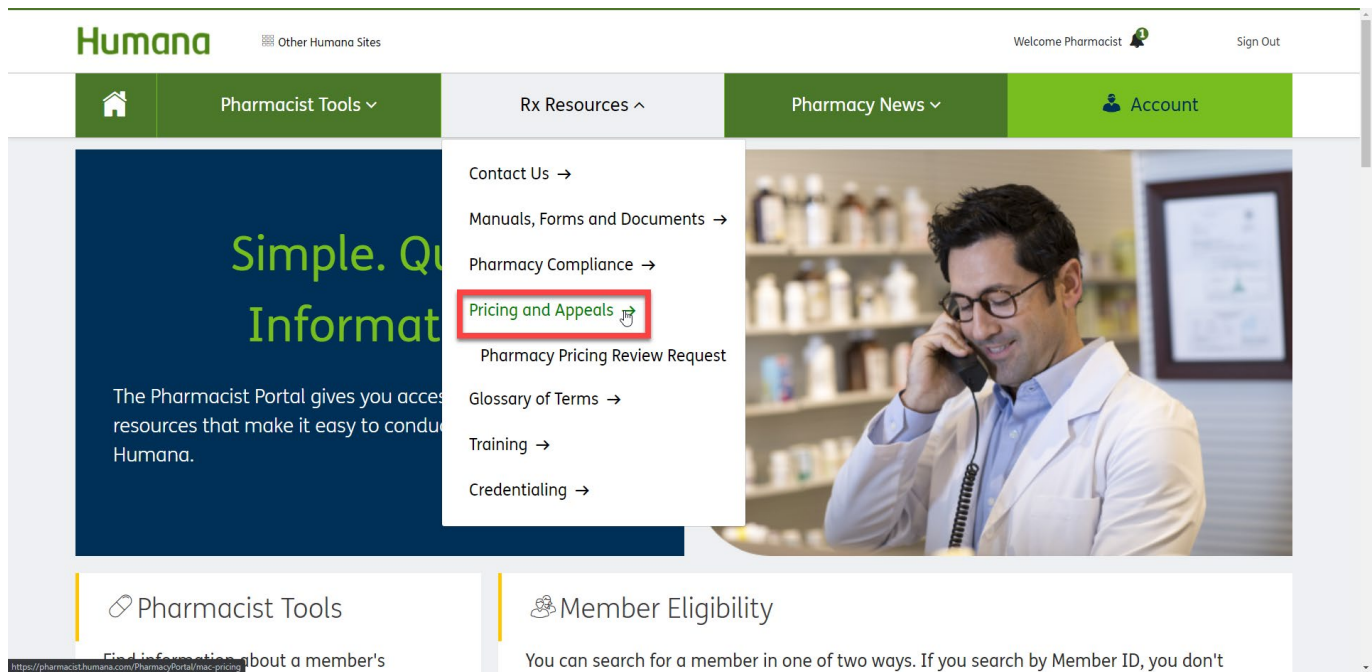 Humana
Other Humana Sites
Welcome Pharmacist
1
Sign Out
Pharmacist Tools
Rx Resources
Pharmacy News
Account
Contact Us →
Manuals, Forms and Documents →
Pharmacy Compliance →
Pricing and Appeals →
Pharmacy Pricing Review Request
Glossary of Terms →
Training →
Credentialing →
Simple. Qu
Informat
The Pharmacist Portal gives you acces
resources that make it easy to condu
Humana.
Pharmacist Tools
Find information about a member's
Member Eligibility
You can search for a member in one of two ways. If you search by Member ID, you don't
https://pharmacist.humana.com/PharmacyPortal/mac-pricing